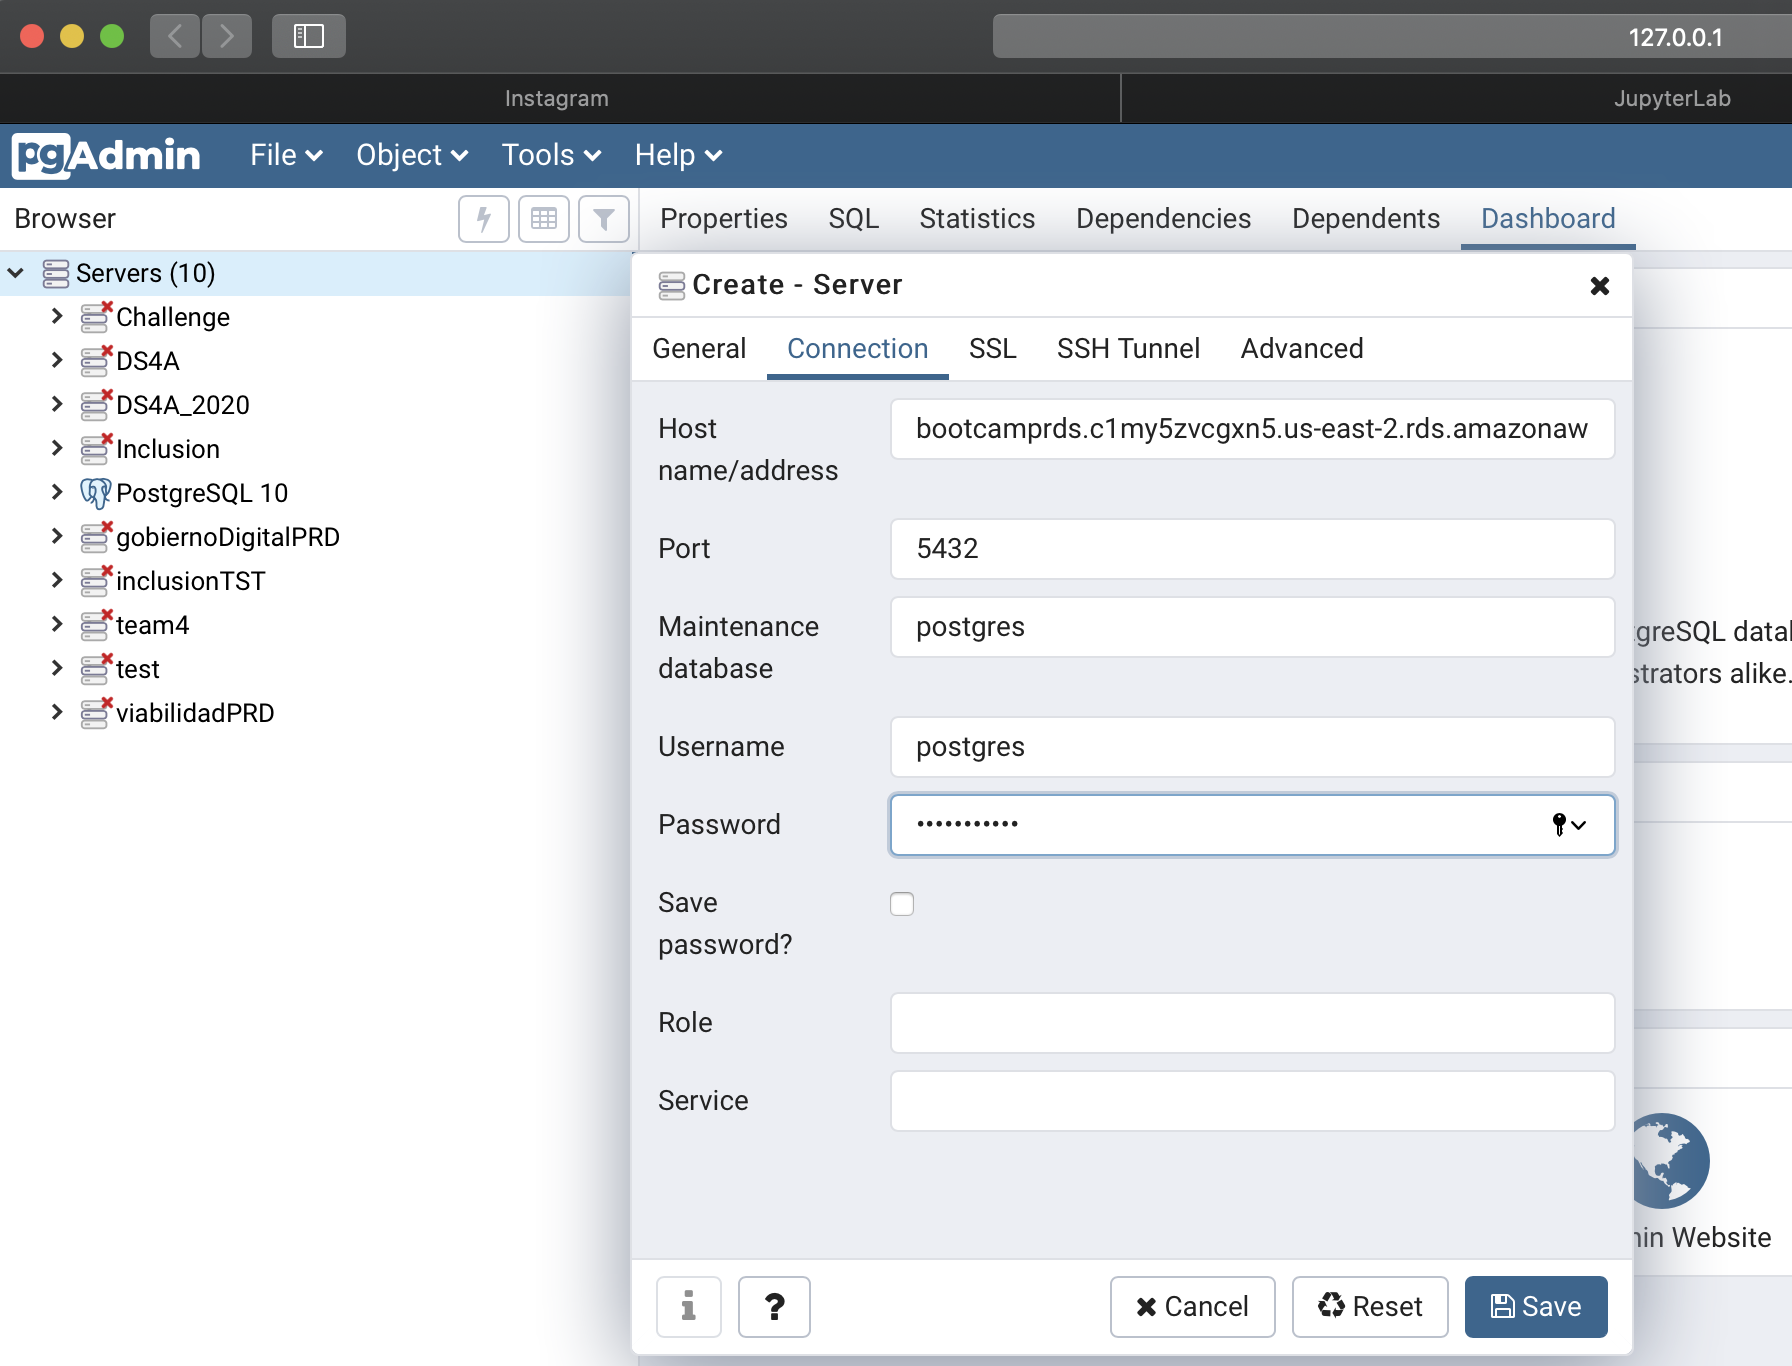 127.0.0.1
Instagram
JupyterLab
pgAdmin File Object Tools Help
Browser
Properties SQL Statistics Dependencies Dependents Dashboard
Servers (10)
Challenge
DS4A
DS4A_2020
Inclusion
PostgreSQL 10
gobiernoDigitalPRD
inclusionTST
team4
test
viabilidadPRD
Create - Server
General Connection SSL SSH Tunnel Advanced
Host name/address
bootcamprds.c1my5zvcgxn5.us-east-2.rds.amazonaw
Port
5432
Maintenance database
postgres
Username
postgres
Password
•••••••••••
Save password?
Role
Service
? Cancel Reset Save
tgreSQL datal
strators alike.
in Website